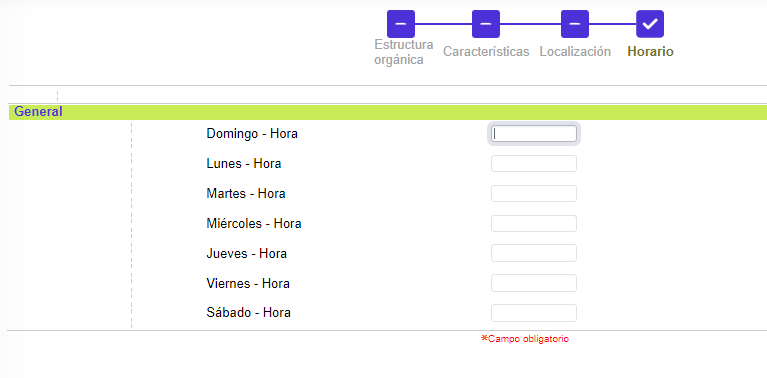 Estructura
orgánica
Características
Localización
Horario
General
Domingo - Hora
Lunes - Hora
Martes - Hora
Miércoles - Hora
Jueves - Hora
Viernes - Hora
Sábado - Hora
*Campo obligatorio